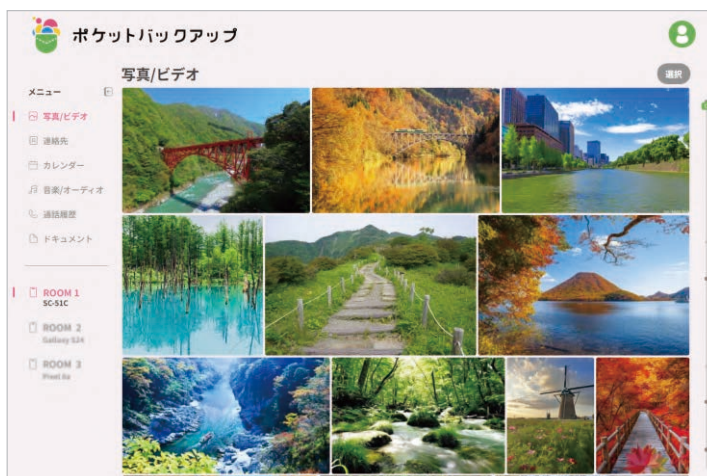 ポケットバックアップ
写真/ビデオ
選択
メニュー
写真/ビデオ
連絡先
カレンダー
音楽/オーディオ
通話履歴
ドキュメント
ROOM 1
SC-51C
ROOM 2
Gallaxy S24
ROOM 3
Pixel 8a